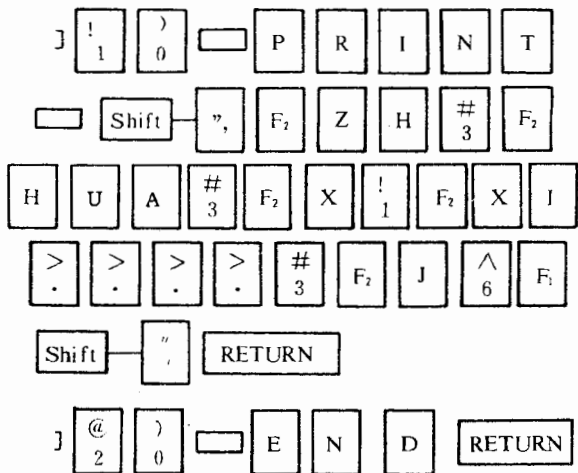 ] ! 1 ) 0 P R I N T
Shift ", F₂ Z H # 3 F₂
H U A # 3 F₂ X ! 1 F₂ X I
> . > . > . > . # 3 F₂ J ^ 6 F₁
Shift " ' RETURN
] @ 2 ) 0 E N D RETURN